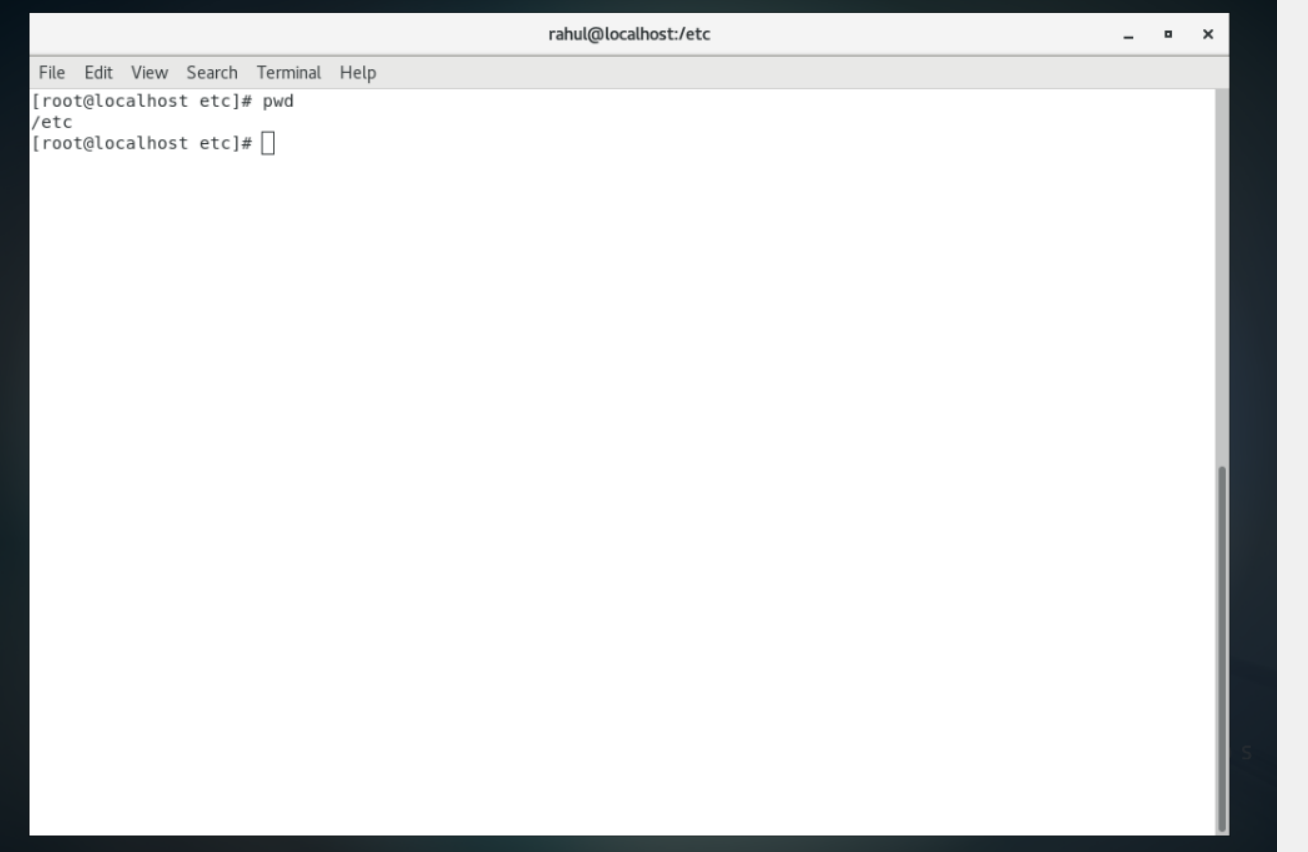 rahul@localhost:/etc
File Edit View Search Terminal Help
[root@localhost etc]# pwd
/etc
[root@localhost etc]#
S